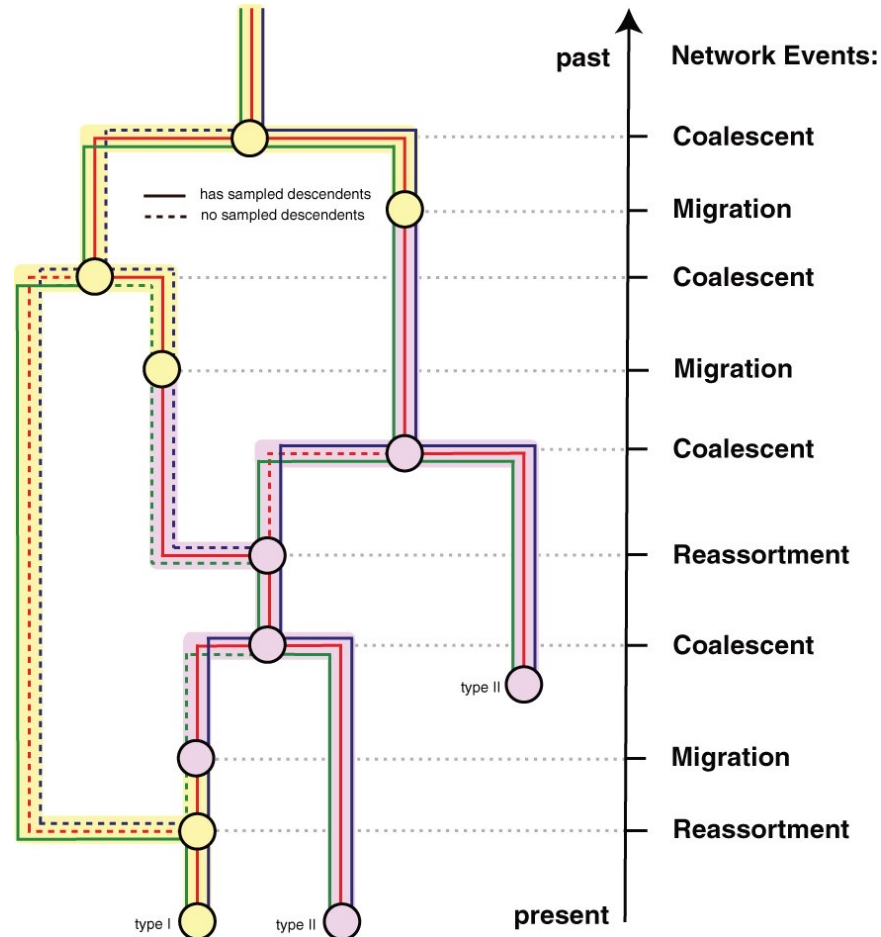 past
Network Events:
Coalescent
has sampled descendents
no sampled descendents
Migration
Coalescent
Migration
Coalescent
Reassortment
Coalescent
type II
Migration
Reassortment
type I
type II
present